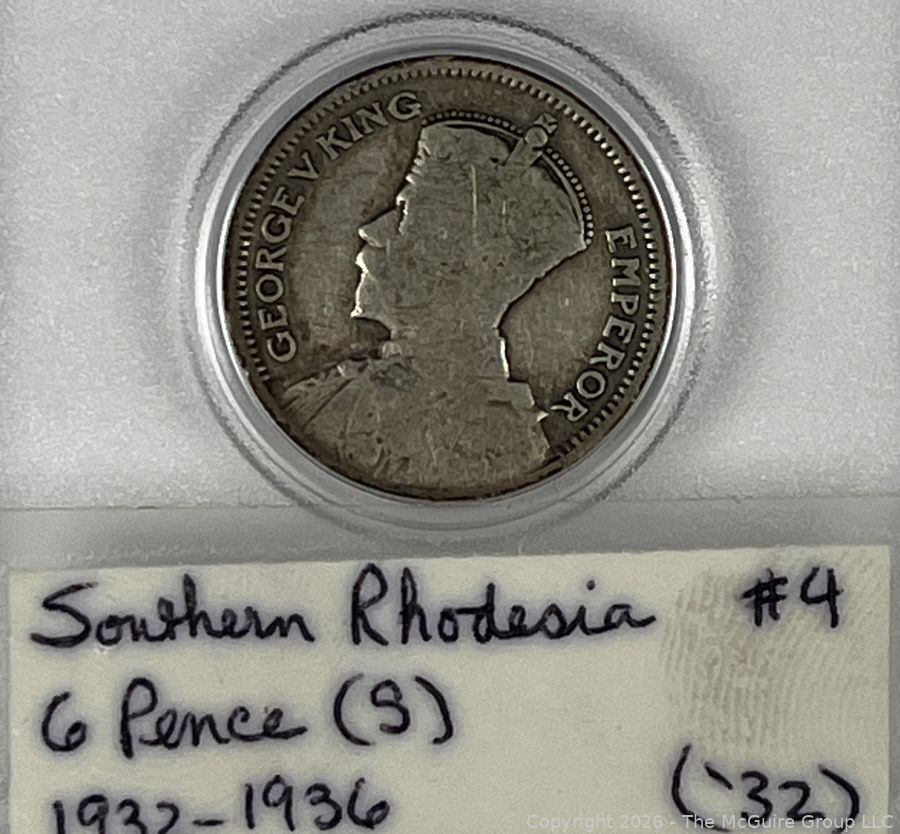 GEORGE V KING
EMPEROR
Southern Rhodesia #4
6 Pence (S)
1932-1936 ('32)
Copyright 2026 - The McGuire Group LLC